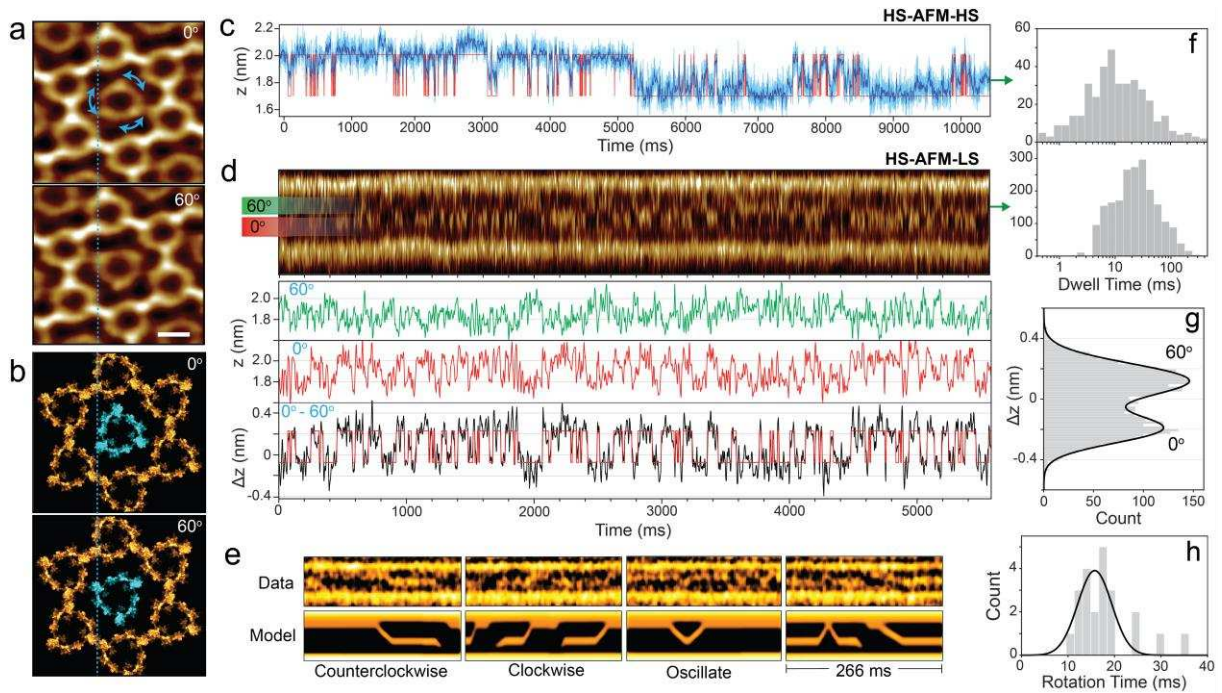 a
0°
60°
b
0°
60°
c
HS-AFM-HS
z (nm)
2.2
2.0
1.8
1.6
0 1000 2000 3000 4000 5000 6000 7000 8000 9000 10000
Time (ms)
d
HS-AFM-LS
60°
0°
60°
z (nm)
2.0
1.8
0°
2.0
1.8
0° - 60°
Δz (nm)
0.4
0
-0.4
0 1000 2000 3000 4000 5000
Time (ms)
e
Data
Model
Counterclockwise Clockwise Oscillate 266 ms
f
60
40
20
0
300
200
100
0
1 10 100
Dwell Time (ms)
g
60°
0°
Δz (nm)
0.4
0
-0.4
0 50 100 150
Count
h
Count
4
2
0
0 10 20 30 40
Rotation Time (ms)